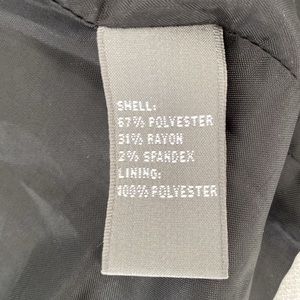 SHELL:
67% POLYESTER
31% RAYON
2% SPANDEX
LINING:
100% POLYESTER